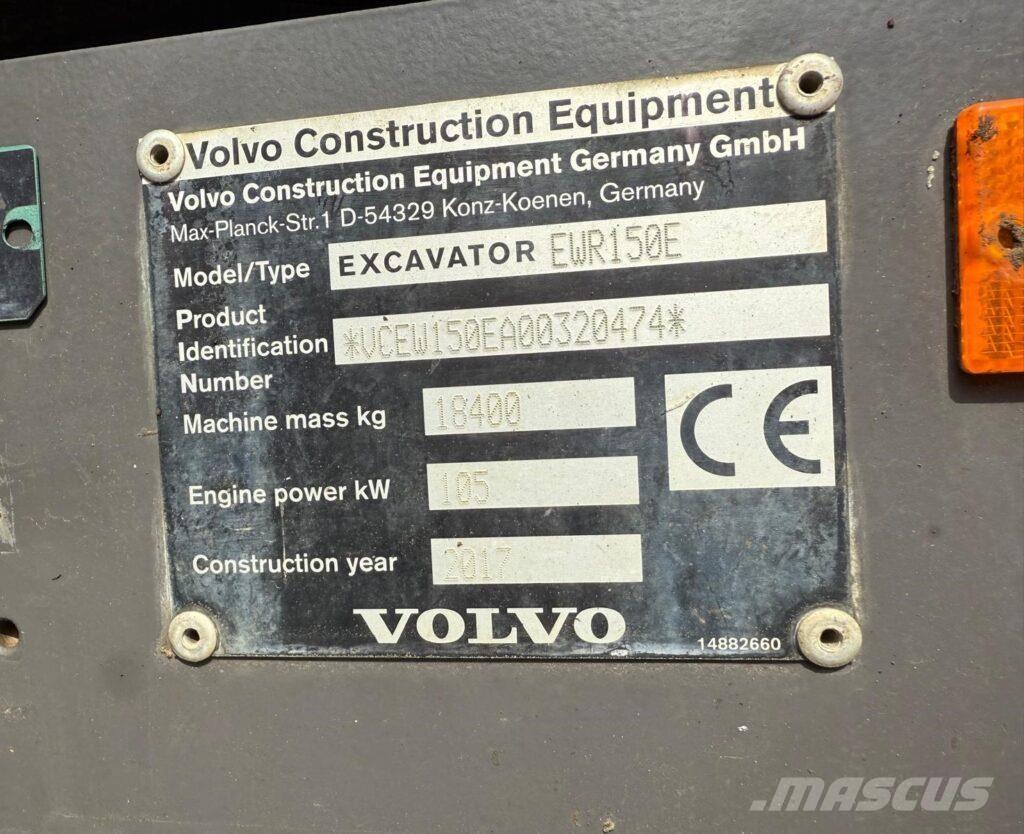 Volvo Construction Equipment
Volvo Construction Equipment Germany GmbH
Max-Planck-Str.1 D-54329 Konz-Koenen, Germany
Model/Type EXCAVATOR EWR150E
Product
Identification *VCEW150EA00320474*
Number
Machine mass kg 18400
CE
Engine power kW 105
Construction year 2017
VOLVO
14882660
.MASCUS